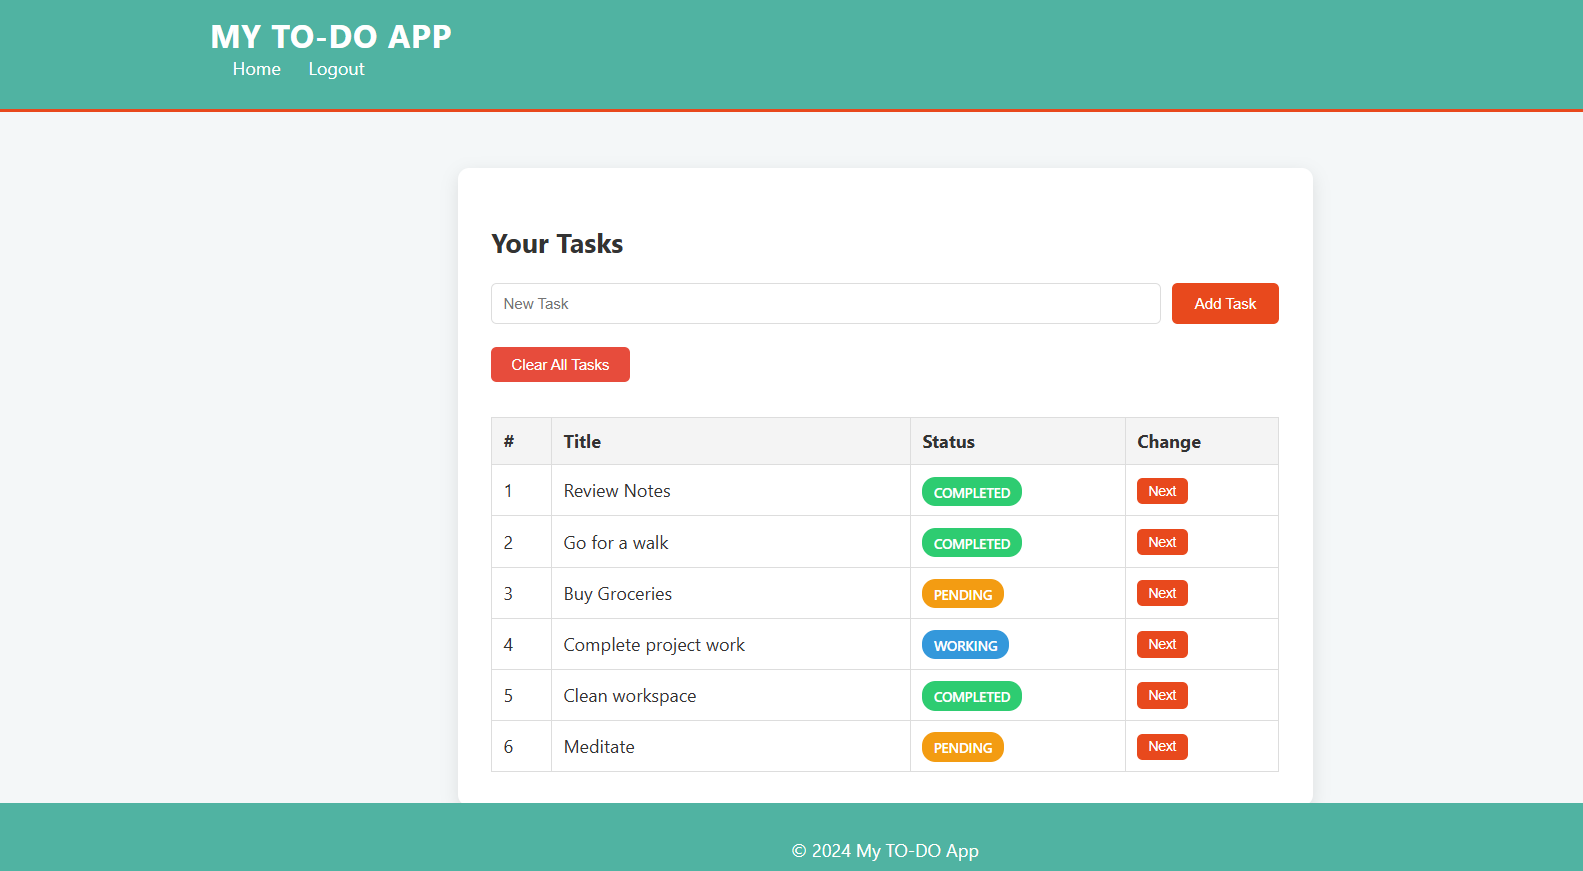 MY TO-DO APP
Home Logout
Your Tasks
New Task Add Task
Clear All Tasks
# Title Status Change
1 Review Notes COMPLETED Next
2 Go for a walk COMPLETED Next
3 Buy Groceries PENDING Next
4 Complete project work WORKING Next
5 Clean workspace COMPLETED Next
6 Meditate PENDING Next
© 2024 My TO-DO App